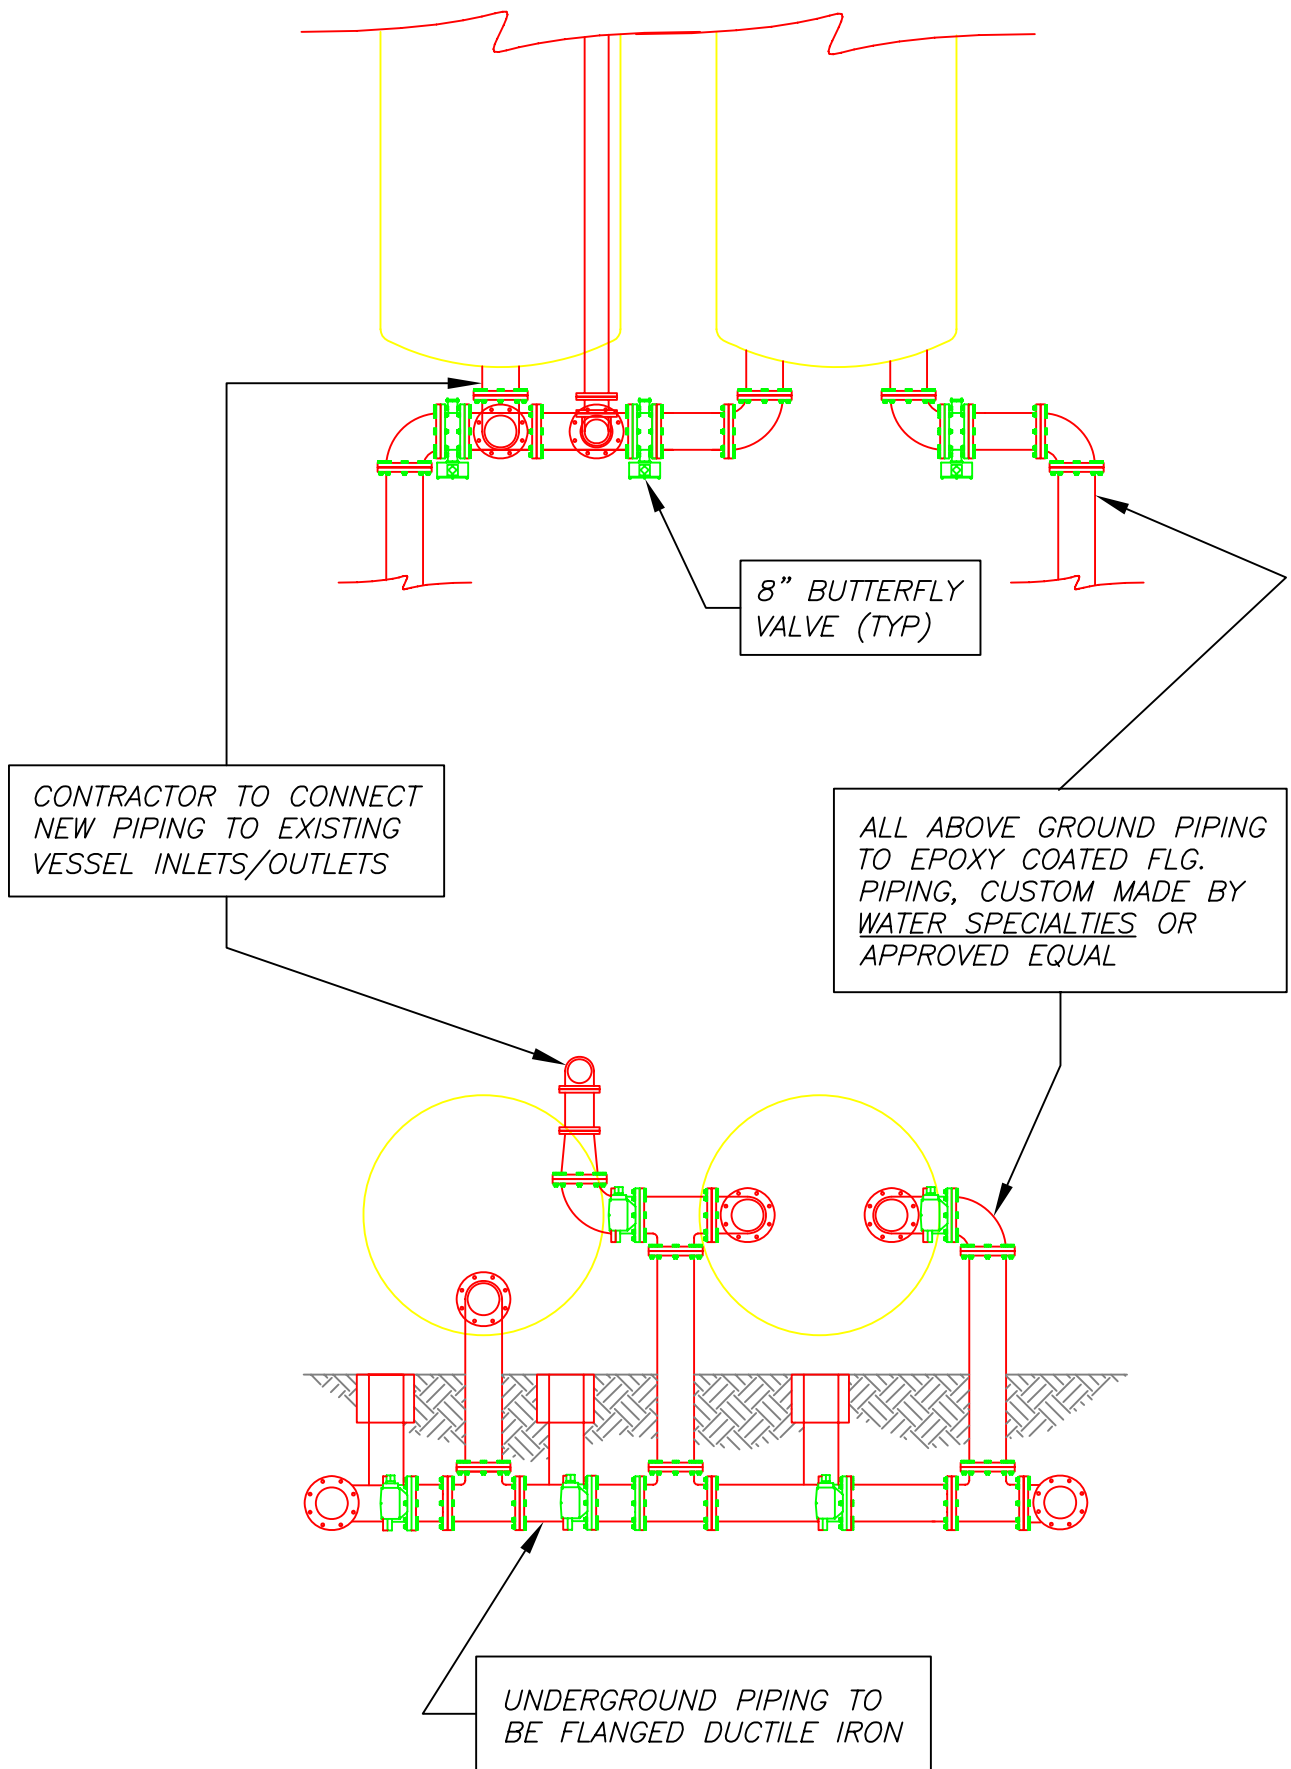 8” BUTTERFLY
VALVE (TYP)
CONTRACTOR TO CONNECT
NEW PIPING TO EXISTING
VESSEL INLETS/OUTLETS
ALL ABOVE GROUND PIPING
TO EPOXY COATED FLG.
PIPING, CUSTOM MADE BY
WATER SPECIALTIES OR
APPROVED EQUAL
UNDERGROUND PIPING TO
BE FLANGED DUCTILE IRON